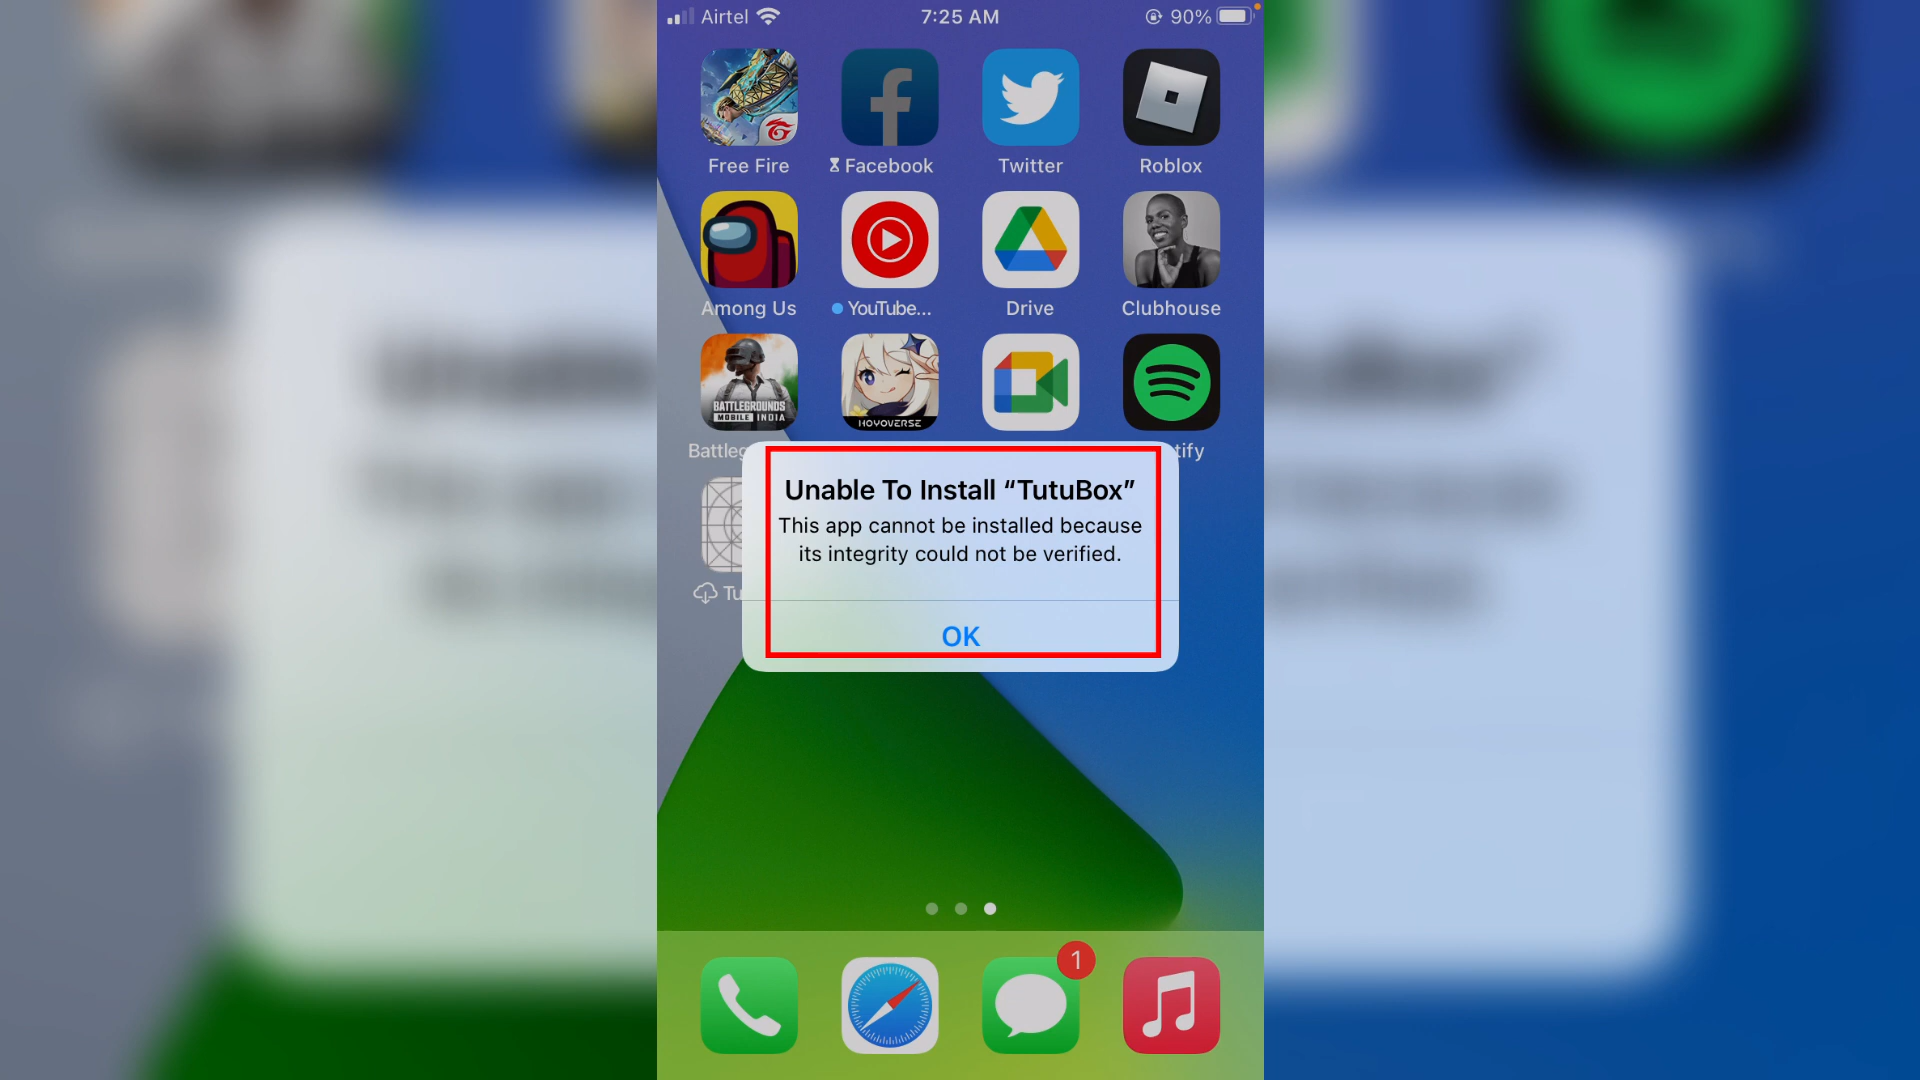 Airtel 7:25 AM 90%
Free Fire Facebook Twitter Roblox
Among Us YouTube... Drive Clubhouse
BATTLEGROUNDS
MOBILE INDIA
HOYOVERSE
Battleg tify
Unable To Install “TutuBox”
This app cannot be installed because
its integrity could not be verified.
Tu
OK
1